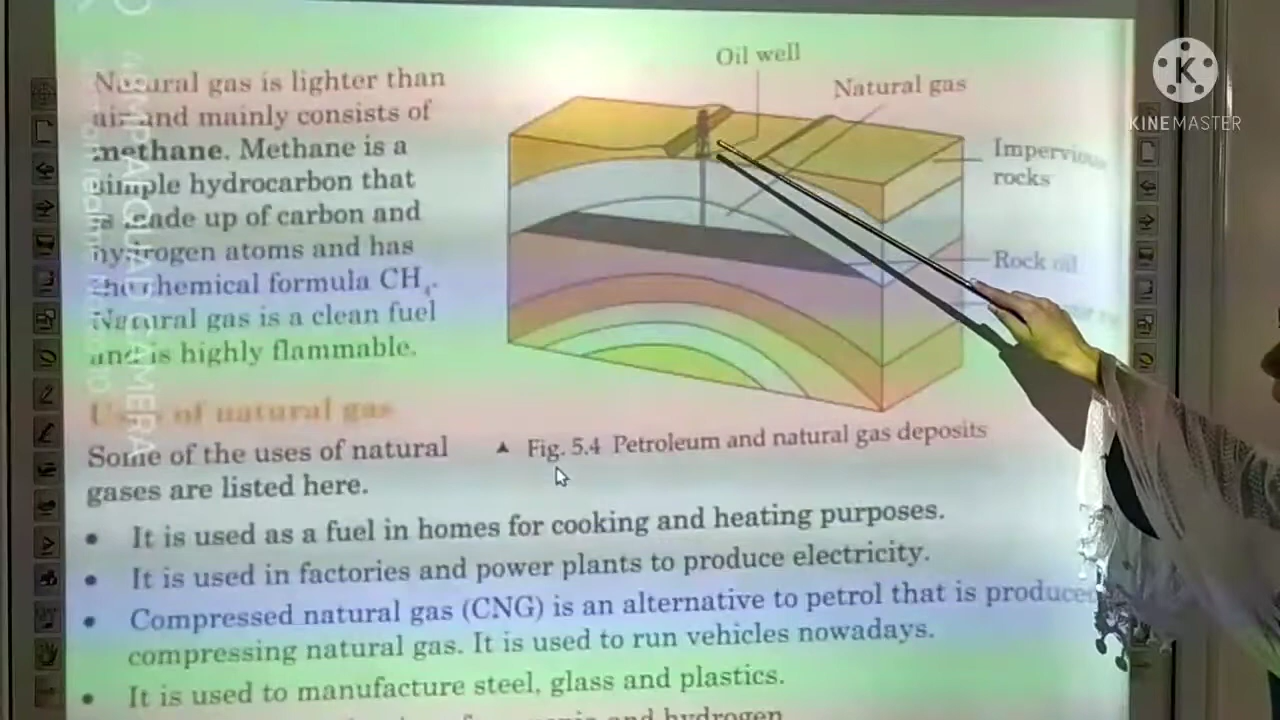 Natural gas is lighter than
air and mainly consists of
methane. Methane is a
simple hydrocarbon that
is made up of carbon and
hydrogen atoms and has
the chemical formula CH₄.
Natural gas is a clean fuel
and is highly flammable.
Uses of natural gas
Some of the uses of natural
gases are listed here.
Oil well
Natural gas
Impervious
rocks
Rock oil
▲ Fig. 5.4 Petroleum and natural gas deposits
• It is used as a fuel in homes for cooking and heating purposes.
• It is used in factories and power plants to produce electricity.
• Compressed natural gas (CNG) is an alternative to petrol that is produced
compressing natural gas. It is used to run vehicles nowadays.
• It is used to manufacture steel, glass and plastics.
and hydrogen
K
KINEMASTER
QUAD CAMERA